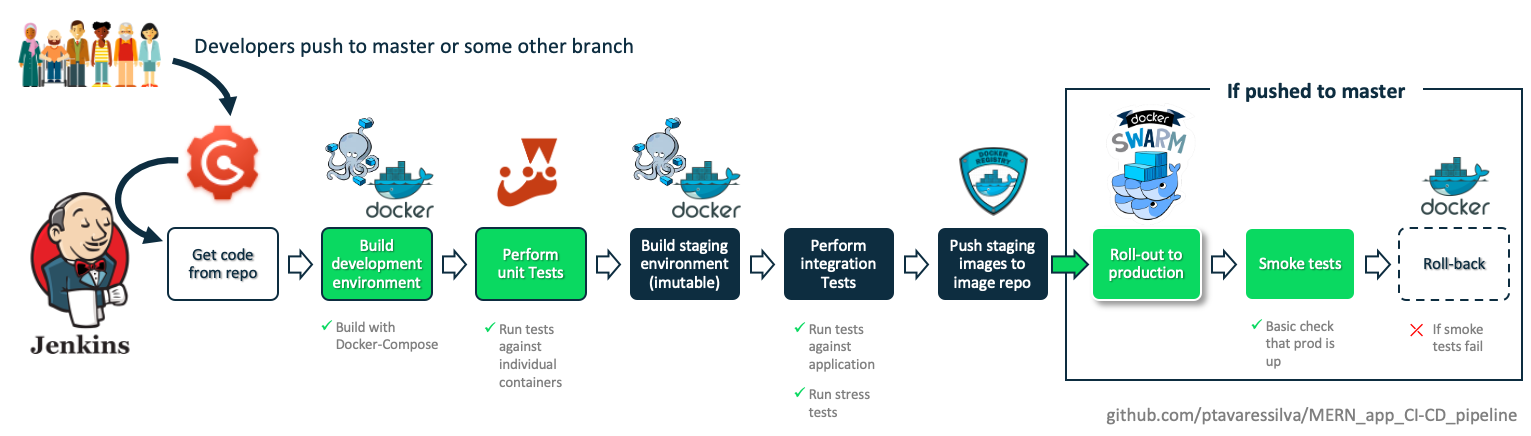 Developers push to master or some other branch
If pushed to master
docker
SWARM
DOCKER
REGISTRY
docker
docker
docker
Jenkins
Get code
from repo
Build
development
environment
Perform
unit Tests
Build staging
environment
(imutable)
Perform
integration
Tests
Push staging
images to
image repo
Roll-out to
production
Smoke tests
Roll-back
Build with
Docker-Compose
Run tests
against
individual
containers
Run tests
against
application
Run stress
tests
Basic check
that prod is
up
If smoke
tests fail
github.com/ptavaressilva/MERN_app_CI-CD_pipeline